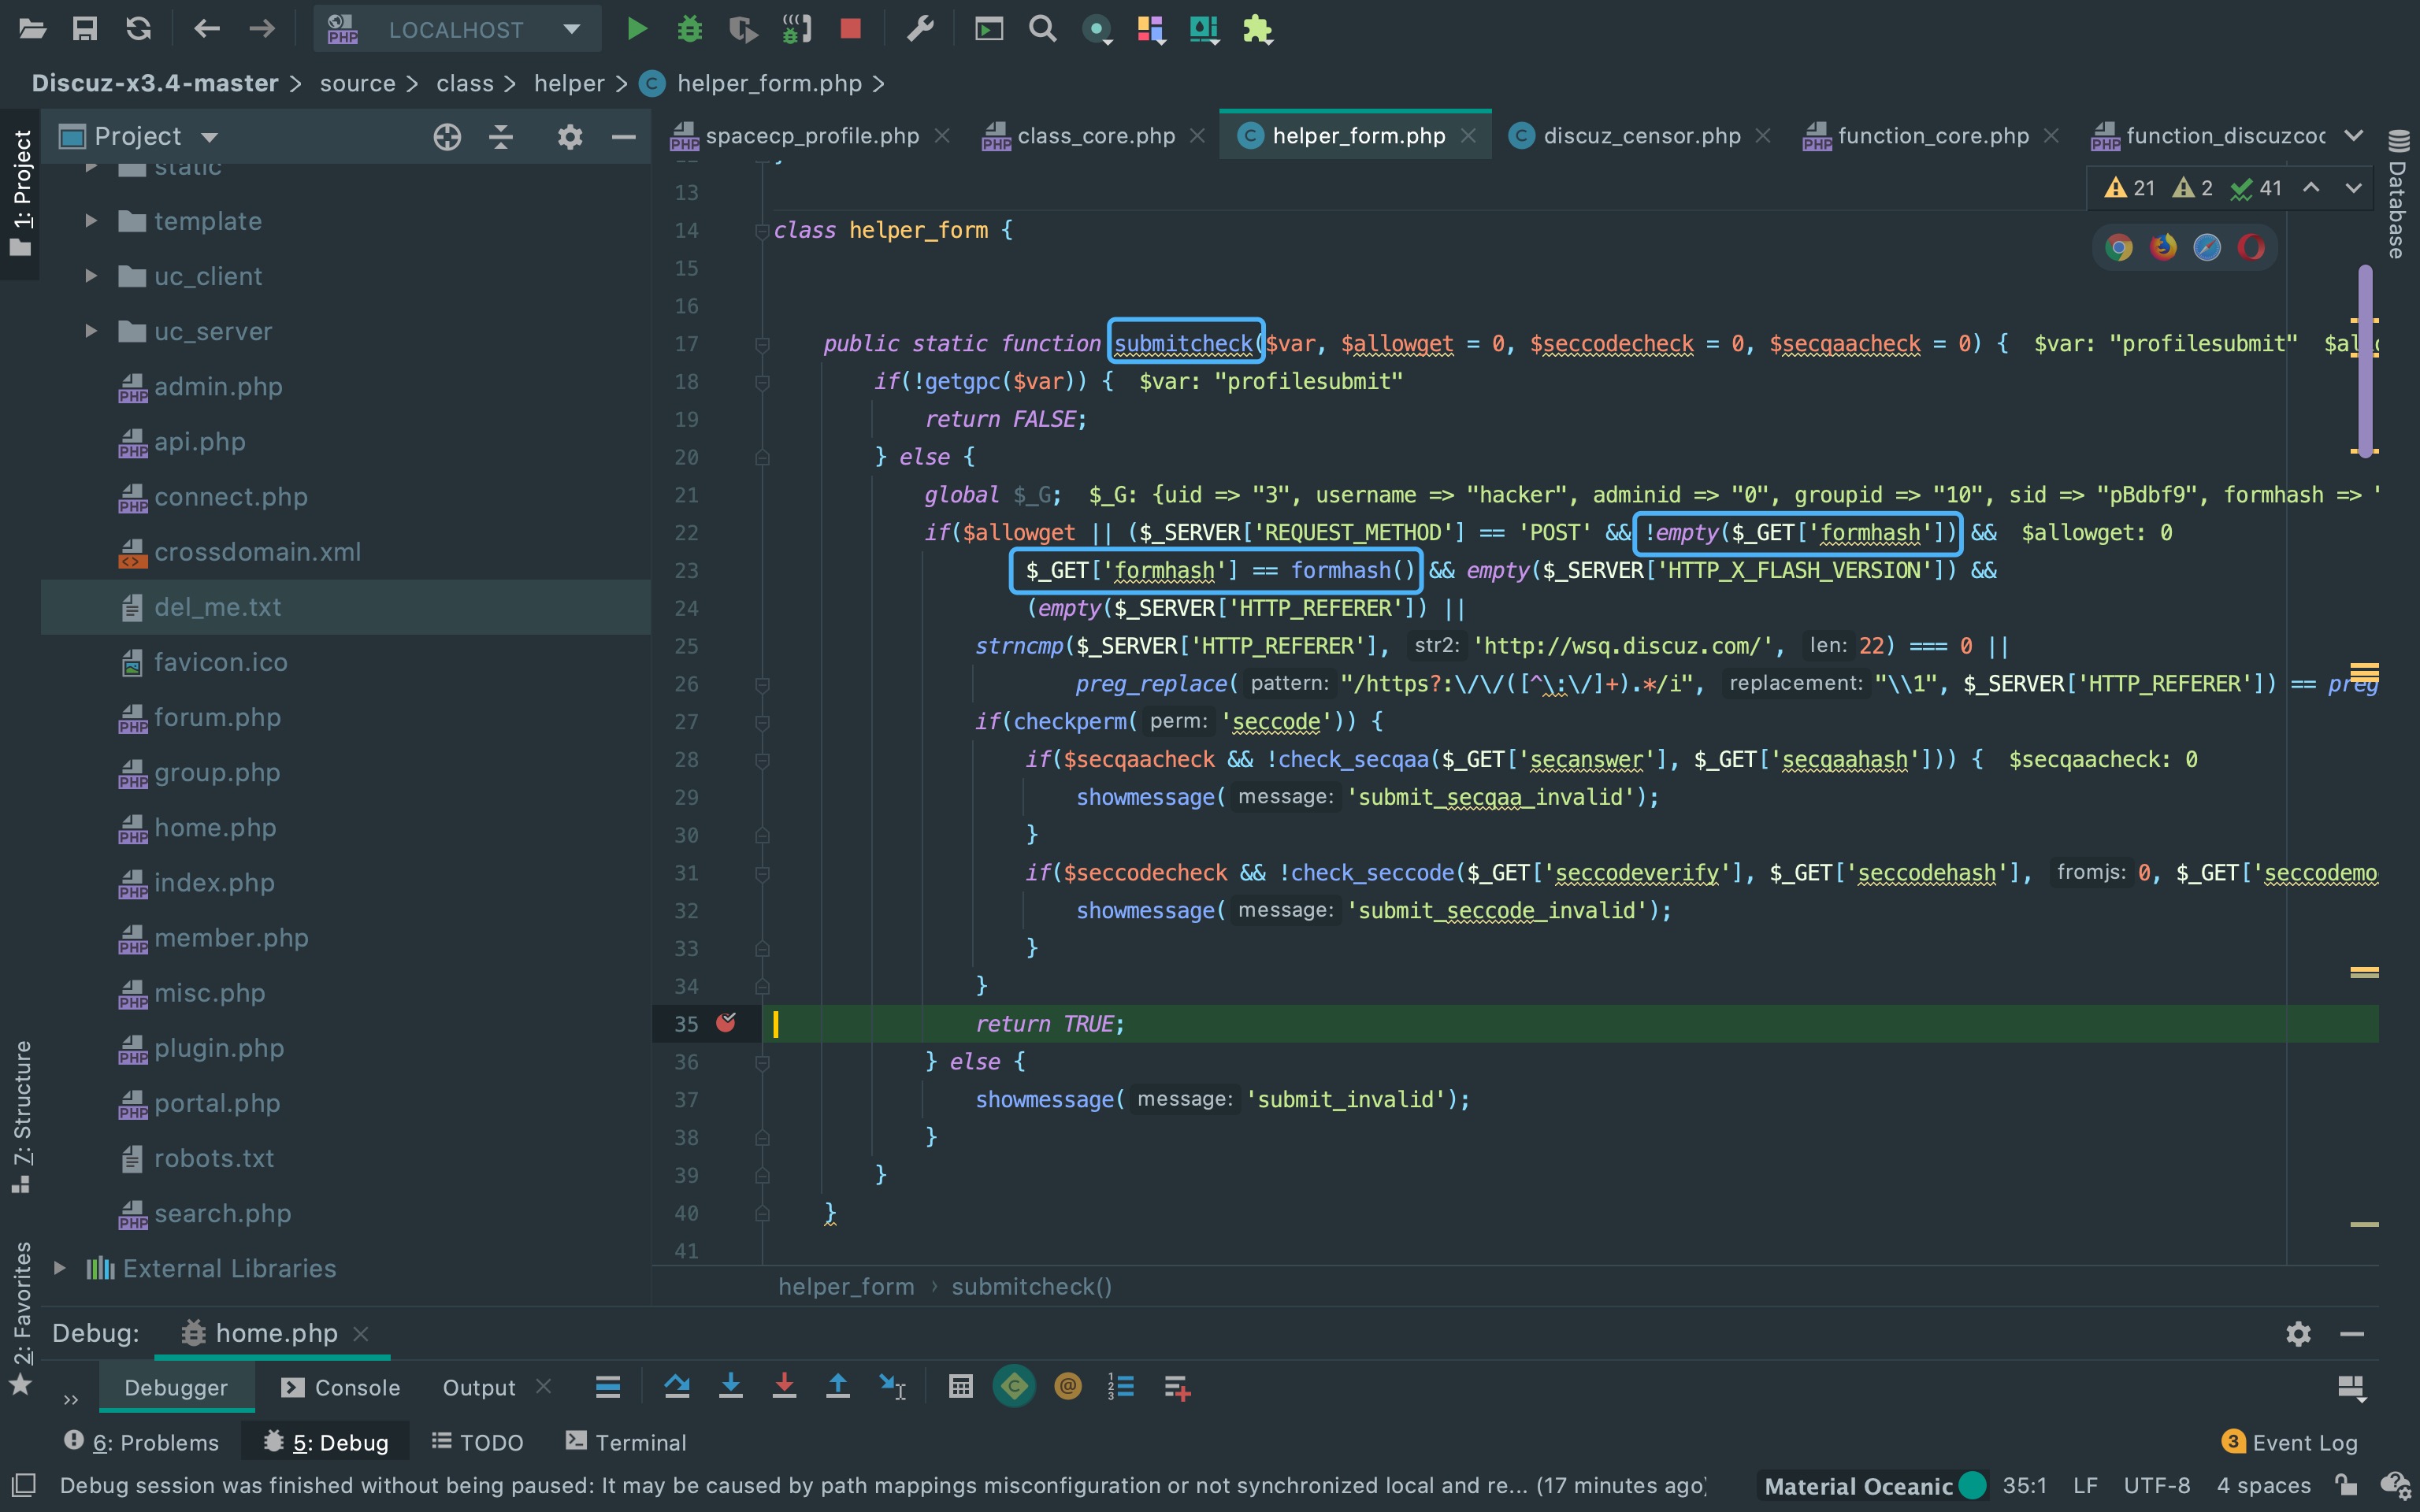 LOCALHOST
Discuz-x3.4-master > source > class > helper > helper_form.php >
1: Project
Project
spacecp_profile.php
class_core.php
helper_form.php
discuz_censor.php
function_core.php
function_discuzcoc
Database
21 2 41
static
template
uc_client
uc_server
admin.php
api.php
connect.php
crossdomain.xml
del_me.txt
favicon.ico
forum.php
group.php
home.php
index.php
member.php
misc.php
plugin.php
portal.php
robots.txt
search.php
External Libraries
7: Structure
2: Favorites
13
14 class helper_form {
15
16
17 public static function submitcheck($var, $allowget = 0, $seccodecheck = 0, $secqaacheck = 0) { $var: "profilesubmit"
18 if(!getgpc($var)) { $var: "profilesubmit"
19 return FALSE;
20 } else {
21 global $_G; $_G: {uid => "3", username => "hacker", adminid => "0", groupid => "10", sid => "pBdbf9", formhash => "
22 if($allowget || ($_SERVER['REQUEST_METHOD'] == 'POST' && !empty($_GET['formhash']) && $allowget: 0
23 $_GET['formhash'] == formhash() && empty($_SERVER['HTTP_X_FLASH_VERSION']) &&
24 (empty($_SERVER['HTTP_REFERER']) ||
25 strncmp($_SERVER['HTTP_REFERER'], str2: 'http://wsq.discuz.com/', len: 22) === 0 ||
26 preg_replace( pattern: "/https?:\/\/([^\:\/]+).*/i", replacement: "\\1", $_SERVER['HTTP_REFERER']) == preg
27 if(checkperm( perm: 'seccode')) {
28 if($secqaacheck && !check_secqaa($_GET['secanswer'], $_GET['secqaahash'])) { $secqaacheck: 0
29 showmessage( message: 'submit_secqaa_invalid');
30 }
31 if($seccodecheck && !check_seccode($_GET['seccodeverify'], $_GET['seccodehash'], fromjs: 0, $_GET['seccodemo
32 showmessage( message: 'submit_seccode_invalid');
33 }
34 }
35 return TRUE;
36 } else {
37 showmessage( message: 'submit_invalid');
38 }
39 }
40 }
41
helper_form › submitcheck()
Debug: home.php
Debugger Console Output
6: Problems 5: Debug TODO Terminal
3 Event Log
Debug session was finished without being paused: It may be caused by path mappings misconfiguration or not synchronized local and re... (17 minutes ago)
Material Oceanic 35:1 LF UTF-8 4 spaces